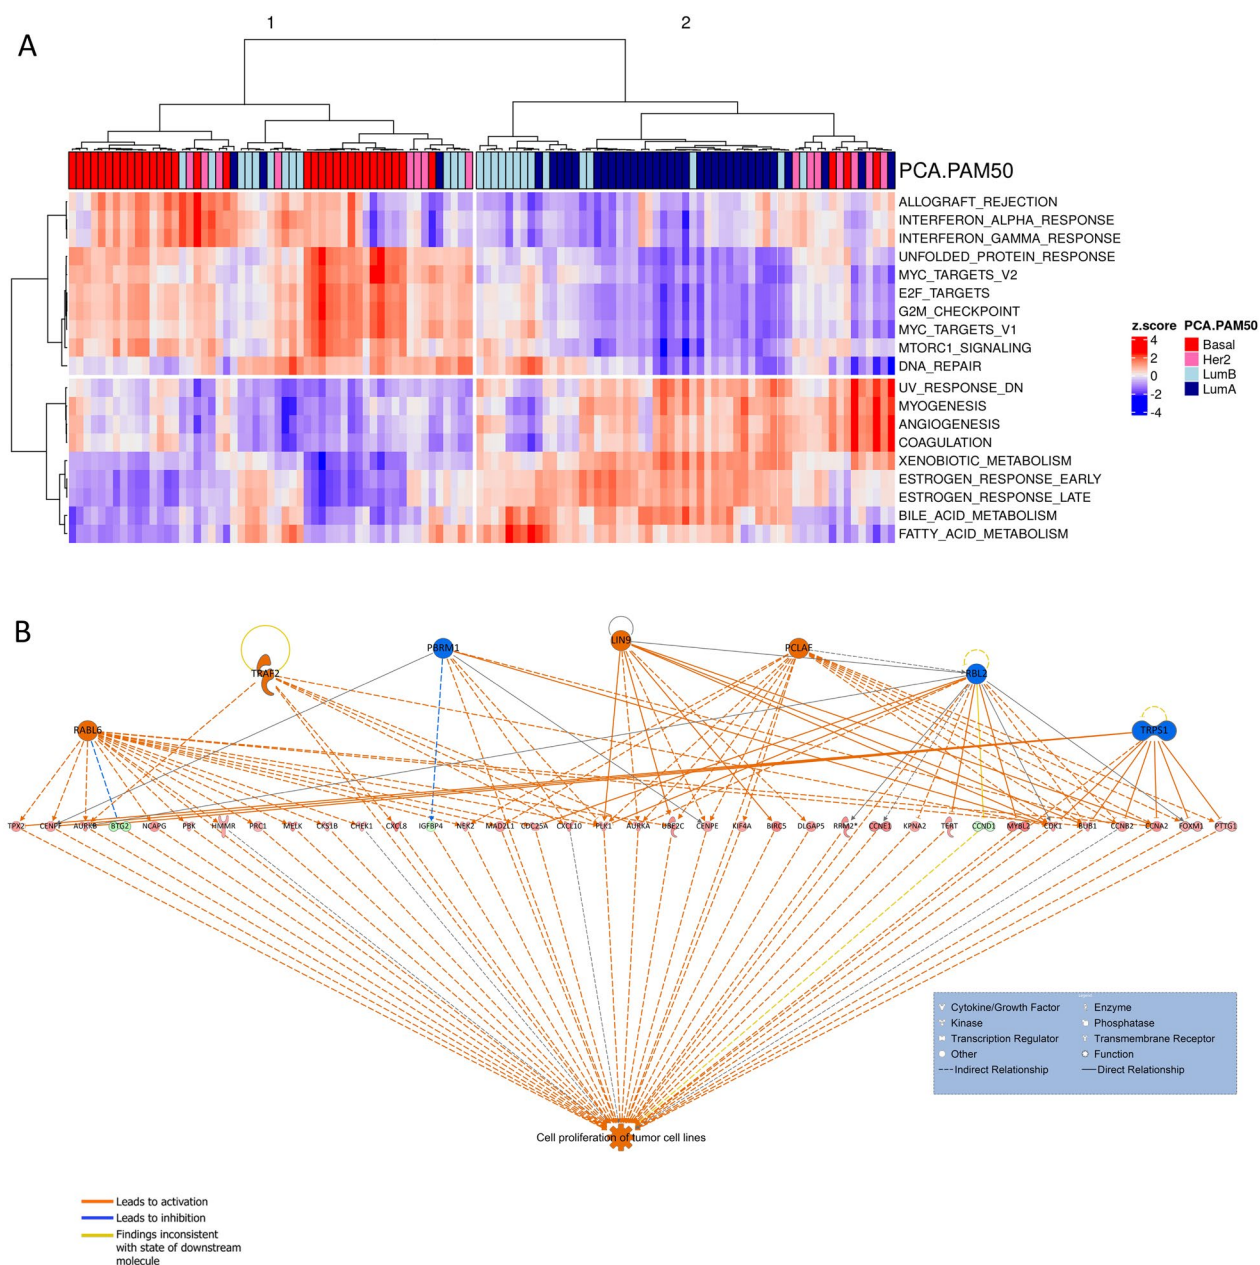 1 2
A
PCA.PAM50
ALLOGRAFT_REJECTION
INTERFERON_ALPHA_RESPONSE
INTERFERON_GAMMA_RESPONSE
UNFOLDED_PROTEIN_RESPONSE
MYC_TARGETS_V2
E2F_TARGETS
G2M_CHECKPOINT
MYC_TARGETS_V1
MTORC1_SIGNALING
DNA_REPAIR
UV_RESPONSE_DN
MYOGENESIS
ANGIOGENESIS
COAGULATION
XENOBIOTIC_METABOLISM
ESTROGEN_RESPONSE_EARLY
ESTROGEN_RESPONSE_LATE
BILE_ACID_METABOLISM
FATTY_ACID_METABOLISM
z.score PCA.PAM50
4 Basal
2 Her2
0 LumB
-2 LumA
-4
B
LIN9
PBRM1 PCLAF
TRAF2 RBL2
RABL6 TRPS1
TPX2 CENPF AURKB BTG2 NCAPG PBK HMMR PRC1 MELK CKS1B CHEK1 CXCL8 IGFBP4 NEK2 MAD2L1 CDC25A CXCL10 PLK1 AURKA UBE2C CENPE KIF4A BIRC5 DLGAP5 RRM2* CCNE1 KPNA2 TERT CCND1 MYBL2 CDK1 BUB1 CCNB2 CCNA2 FOXM1 PTTG1
Cytokine/Growth Factor Enzyme
Kinase Phosphatase
Transcription Regulator Transmembrane Receptor
Other Function
Indirect Relationship Direct Relationship
Cell proliferation of tumor cell lines
Leads to activation
Leads to inhibition
Findings inconsistent
with state of downstream
molecule